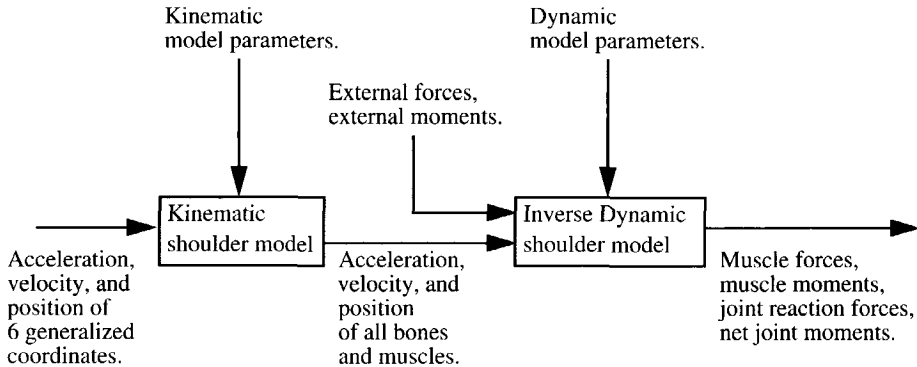 Kinematic
model parameters.
Dynamic
model parameters.
External forces,
external moments.
Kinematic
shoulder model
Inverse Dynamic
shoulder model
Acceleration,
velocity, and
position of
6 generalized
coordinates.
Acceleration,
velocity, and
position
of all bones
and muscles.
Muscle forces,
muscle moments,
joint reaction forces,
net joint moments.